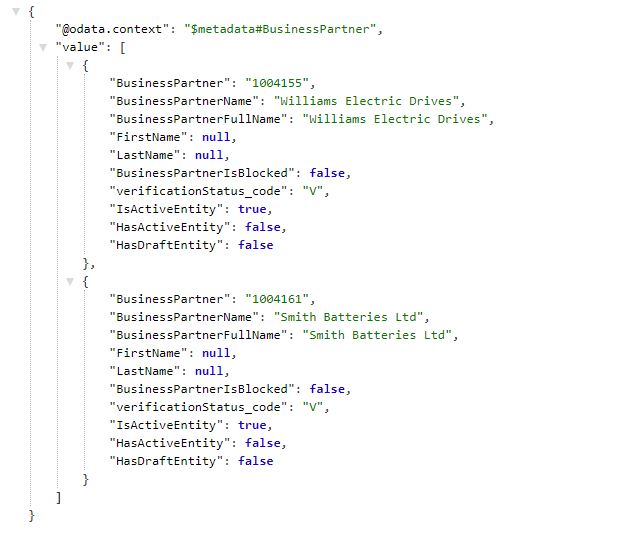 {
"@odata.context": "$metadata#BusinessPartner",
"value": [
{
"BusinessPartner": "1004155",
"BusinessPartnerName": "Williams Electric Drives",
"BusinessPartnerFullName": "Williams Electric Drives",
"FirstName": null,
"LastName": null,
"BusinessPartnerIsBlocked": false,
"verificationStatus_code": "V",
"IsActiveEntity": true,
"HasActiveEntity": false,
"HasDraftEntity": false
},
{
"BusinessPartner": "1004161",
"BusinessPartnerName": "Smith Batteries Ltd",
"BusinessPartnerFullName": "Smith Batteries Ltd",
"FirstName": null,
"LastName": null,
"BusinessPartnerIsBlocked": false,
"verificationStatus_code": "V",
"IsActiveEntity": true,
"HasActiveEntity": false,
"HasDraftEntity": false
}
]
}